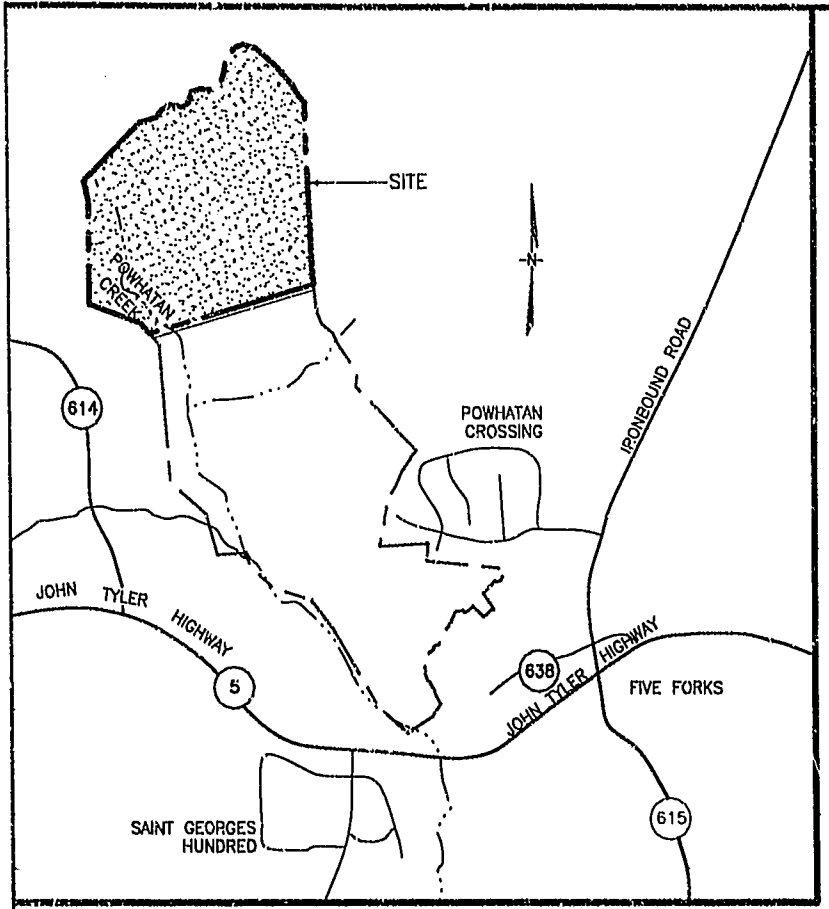 SITE
POWHATAN
CREEK
N
614
IRONBOUND ROAD
POWHATAN
CROSSING
JOHN TYLER HIGHWAY
5
638
JOHN TYLER HIGHWAY
FIVE FORKS
SAINT GEORGES
HUNDRED
615